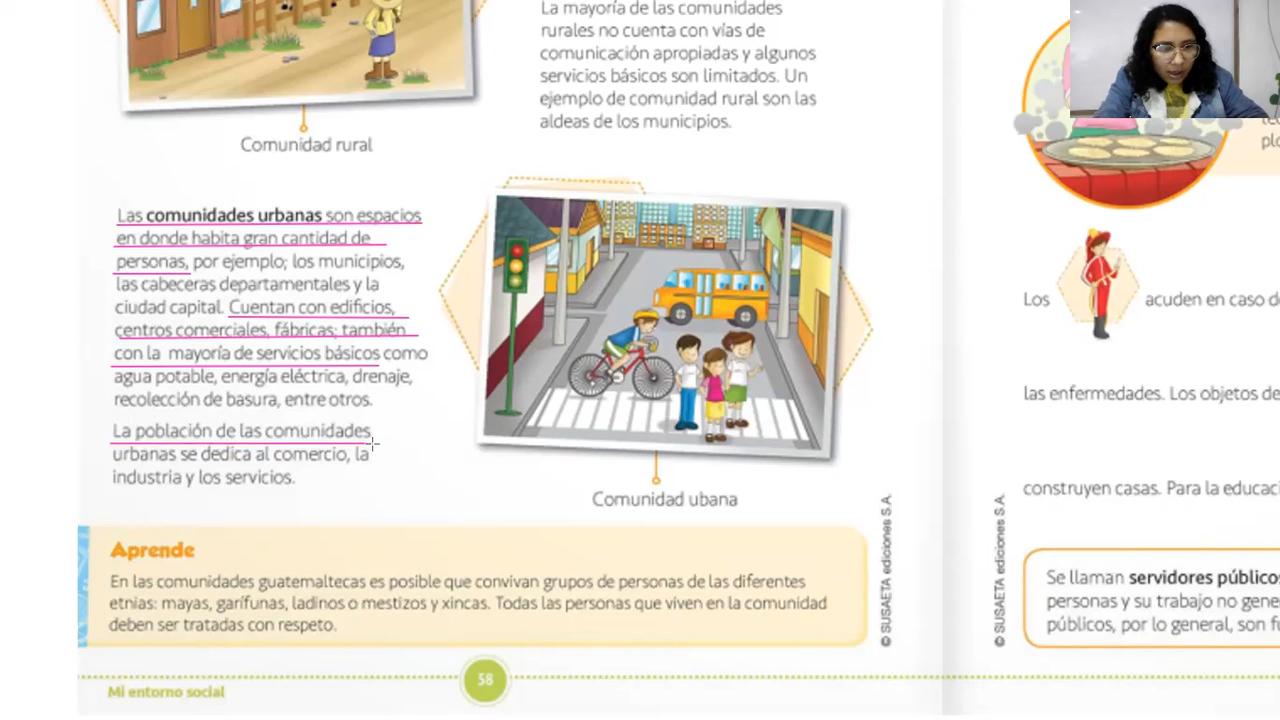 La mayoría de las comunidades
rurales no cuenta con vías de
comunicación apropiadas y algunos
servicios básicos son limitados. Un
ejemplo de comunidad rural son las
aldeas de los municipios.
Comunidad rural
Las comunidades urbanas son espacios
en donde habita gran cantidad de
personas, por ejemplo; los municipios,
las cabeceras departamentales y la
ciudad capital. Cuentan con edificios,
centros comerciales, fábricas; también
con la mayoría de servicios básicos como
agua potable, energía eléctrica, drenaje,
recolección de basura, entre otros.
La población de las comunidades
urbanas se dedica al comercio, la
industria y los servicios.
Comunidad ubana
© SUSAETA ediciones S.A.
Aprende
En las comunidades guatemaltecas es posible que convivan grupos de personas de las diferentes
etnias: mayas, garífunas, ladinos o mestizos y xincas. Todas las personas que viven en la comunidad
deben ser tratadas con respeto.
Mi entorno social
58
Los acuden en caso d
las enfermedades. Los objetos de
construyen casas. Para la educaci
© SUSAETA ediciones S.A.
Se llaman servidores público
personas y su trabajo no gene
públicos, por lo general, son f